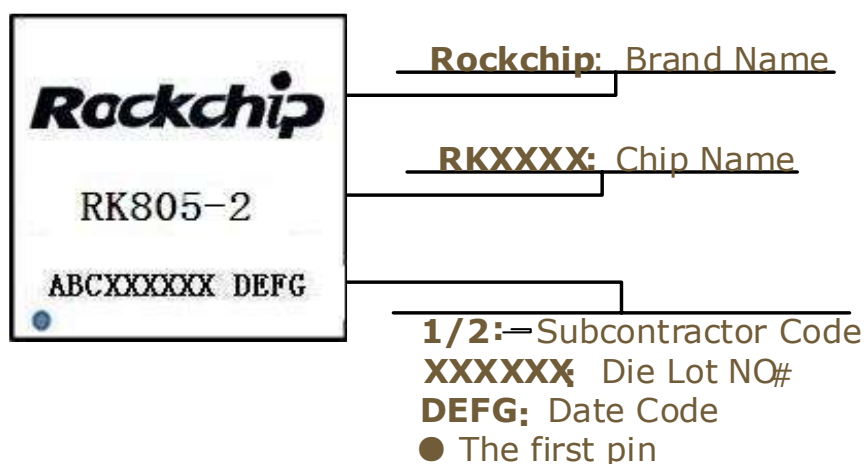 Rockchip
RK805-2
ABCXXXXXX DEFG
Rockchip: Brand Name
RKXXXX: Chip Name
1/2: Subcontractor Code
XXXXXX: Die Lot NO#
DEFG: Date Code
● The first pin